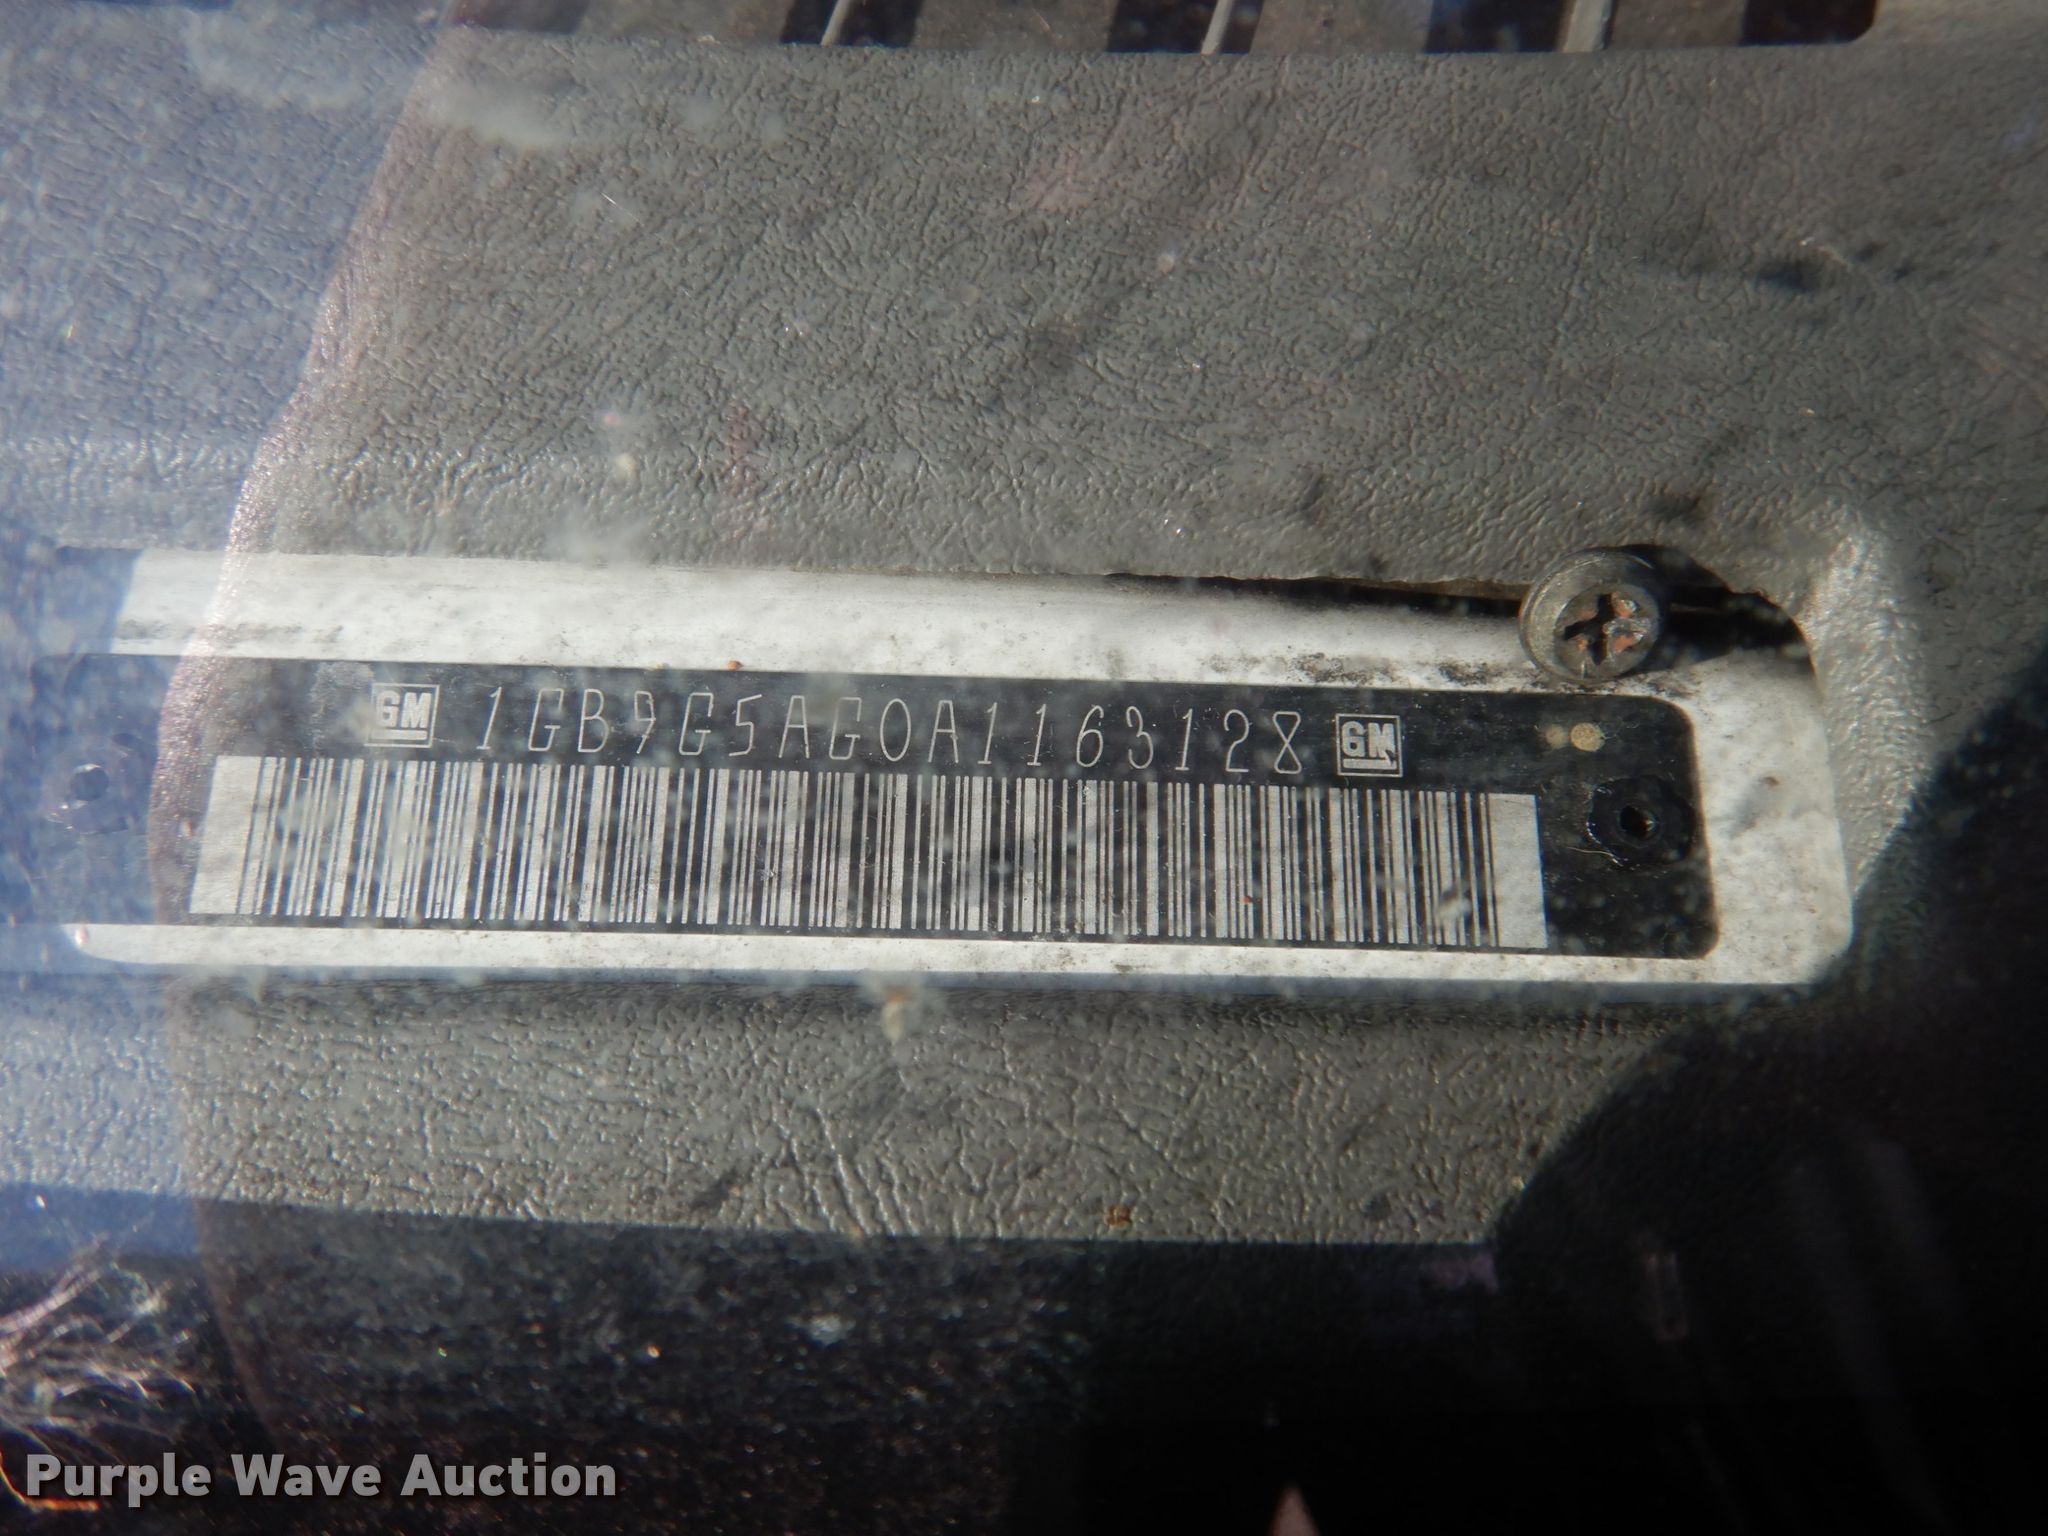 GM 1GB9G5AG0A1163128 GM
Purple Wave Auction